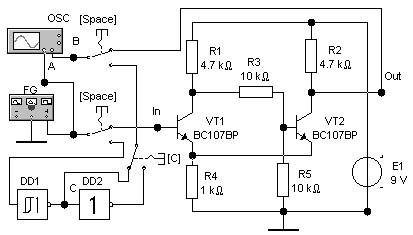 OSC
[Space]
B
A
R1
4.7 kΩ
R3
10 kΩ
R2
4.7 kΩ
Out
FG
[Space]
In
VT1
BC107BP
VT2
BC107BP
[C]
R4
1 kΩ
R5
10 kΩ
E1
9 V
DD1
C
DD2
1
1